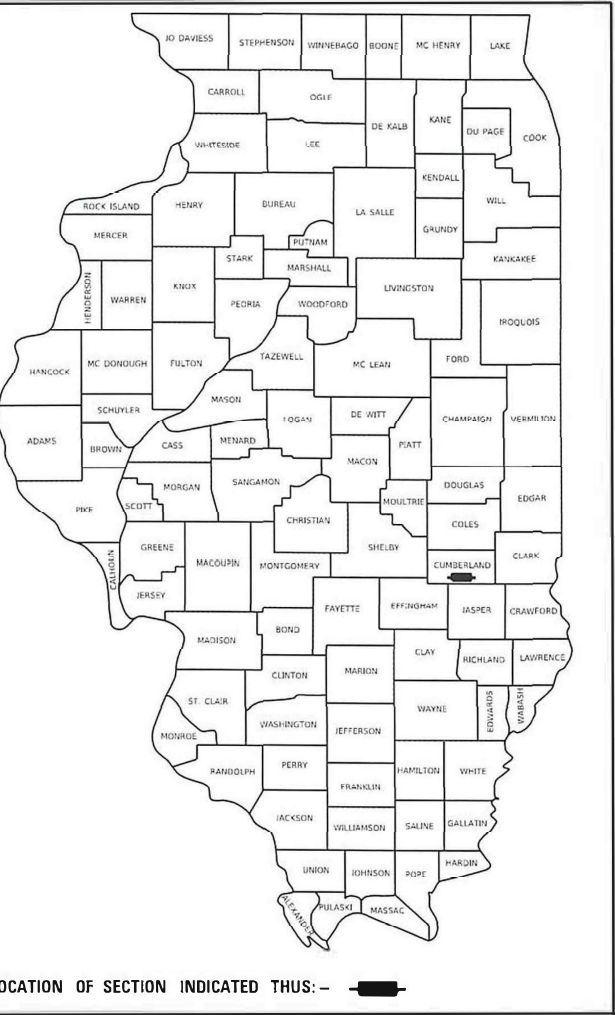 JO DAVIESS STEPHENSON WINNEBAGO BOONE MC HENRY LAKE
CARROLL OGLE DE KALB KANE DU PAGE COOK
WHITESIDE LEE
KENDALL WILL
ROCK ISLAND HENRY BUREAU LA SALLE
MERCER PUTNAM GRUNDY
STARK MARSHALL KANKAKEE
HENDERSON WARREN KNOX PEORIA WOODFORD LIVINGSTON IROQUOIS
HANCOCK MC DONOUGH FULTON TAZEWELL MC LEAN FORD
SCHUYLER MASON LOGAN DE WITT CHAMPAIGN VERMILION
ADAMS BROWN CASS MENARD PIATT
MACON
MORGAN SANGAMON DOUGLAS EDGAR
PIKE SCOTT MOULTRIE
CHRISTIAN COLES
GREENE MACOUPIN MONTGOMERY SHELBY CLARK
CALHOUN CUMBERLAND
JERSEY FAYETTE EFFINGHAM JASPER CRAWFORD
MADISON BOND
CLAY RICHLAND LAWRENCE
CLINTON MARION
ST. CLAIR WAYNE EDWARDS WABASH
WASHINGTON JEFFERSON
MONROE
RANDOLPH PERRY HAMILTON WHITE
FRANKLIN
JACKSON WILLIAMSON SALINE GALLATIN
UNION JOHNSON POPE HARDIN
ALEXANDER PULASKI MASSAC
OCATION OF SECTION INDICATED THUS:-